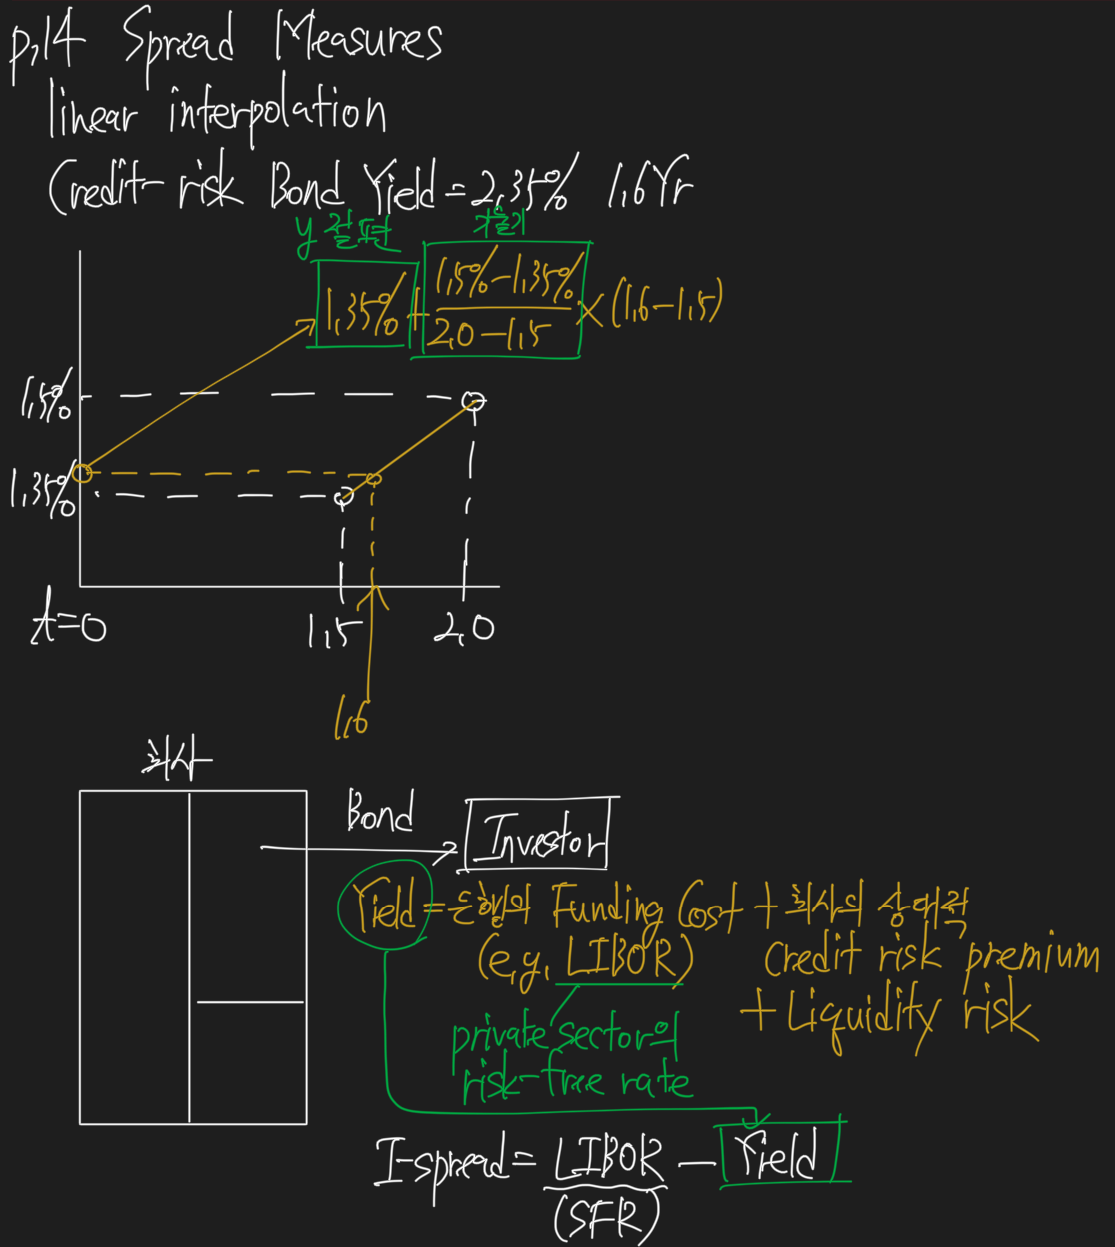 p.14 Spread Measures
linear interpolation
Credit-risk Bond Yield = 2.35% 1.6Yr
y 절편 기울기
1.35% + (1.5% - 1.35%) / (2.0 - 1.5) × (1.6 - 1.5)
1.5%
1.35%
t=0 1.5 2.0
1.6
회사
Bond
Investor
Yield = 은행의 Funding Cost + 회사의 상대적
(e.g. LIBOR) credit risk premium
+ Liquidity risk
private sector의
risk-free rate
I-spread = LIBOR - Yield
(SFR)